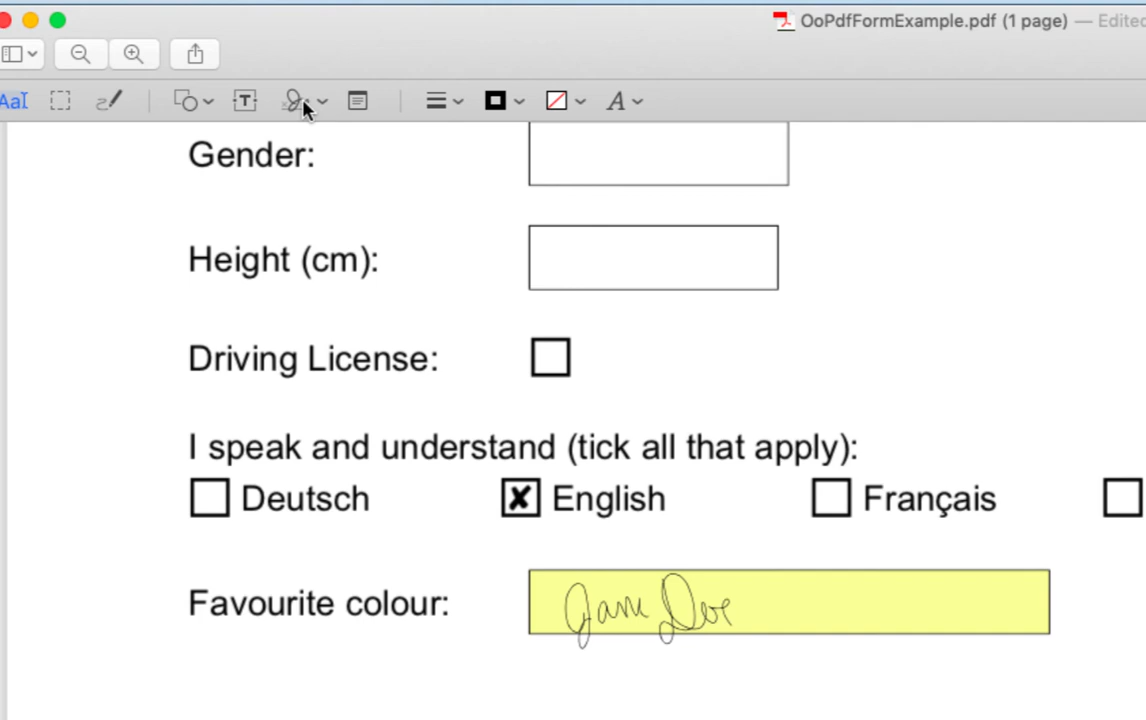 OoPdfFormExample.pdf (1 page) — Edited
AaI
T
A
Gender:
Height (cm):
Driving License:
I speak and understand (tick all that apply):
Deutsch English Français
Favourite colour: Jane Doe